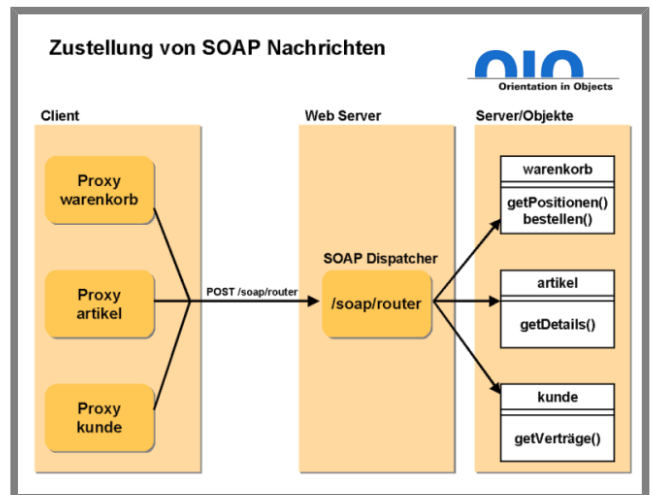 Zustellung von SOAP Nachrichten
Orientation in Objects
Client
Web Server
Server/Objekte
Proxy
warenkorb
Proxy
artikel
Proxy
kunde
POST /soap/router
SOAP Dispatcher
/soap/router
warenkorb
getPositionen()
bestellen()
artikel
getDetails()
kunde
getVerträge()